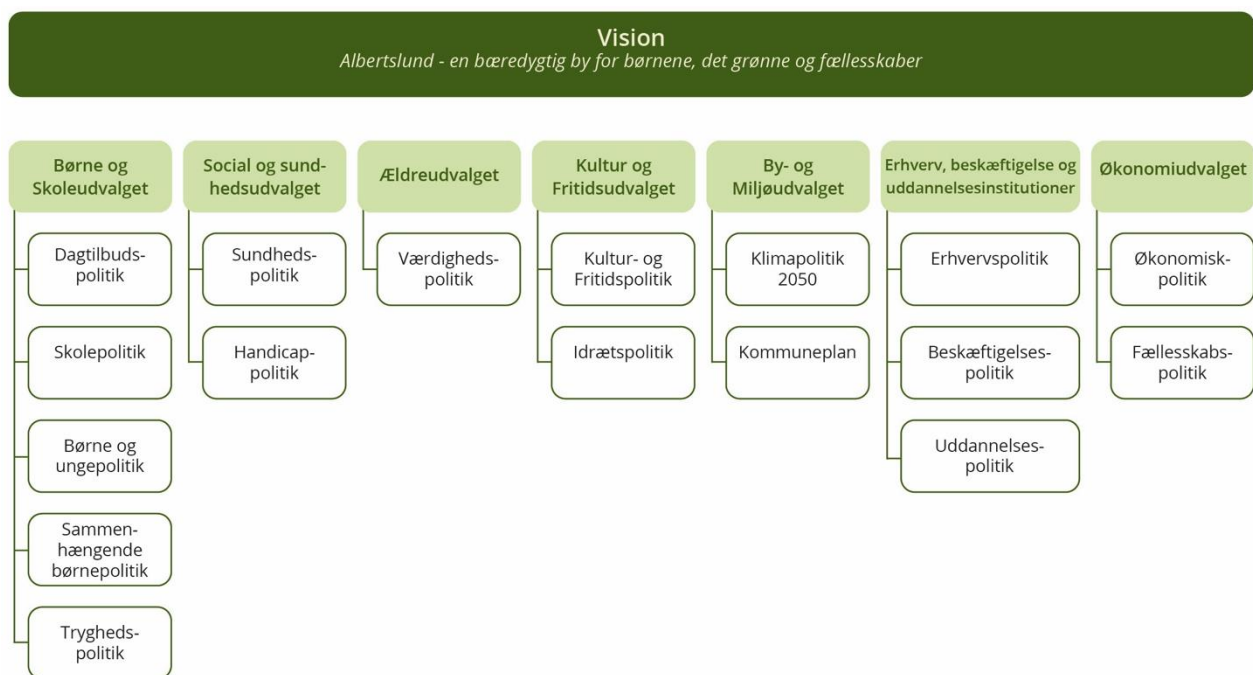 Vision
Albertslund - en bæredygtig by for børnene, det grønne og fællesskaber
Børne og
Skoleudvalget
Dagtilbuds-
politik
Skolepolitik
Børne og
ungepolitik
Sammen-
hængende
børnepolitik
Trygheds-
politik
Social og sund-
hedsudvalget
Sundheds-
politik
Handicap-
politik
Ældreudvalget
Værdigheds-
politik
Kultur og
Fritidsudvalget
Kultur- og
Fritidspolitik
Idrætspolitik
By- og
Miljøudvalget
Klimapolitik
2050
Kommuneplan
Erhverv, beskæftigelse og
uddannelsesinstitutioner
Erhvervspolitik
Beskæftigelses-
politik
Uddannelses-
politik
Økonomiudvalget
Økonomisk-
politik
Fællesskabs-
politik